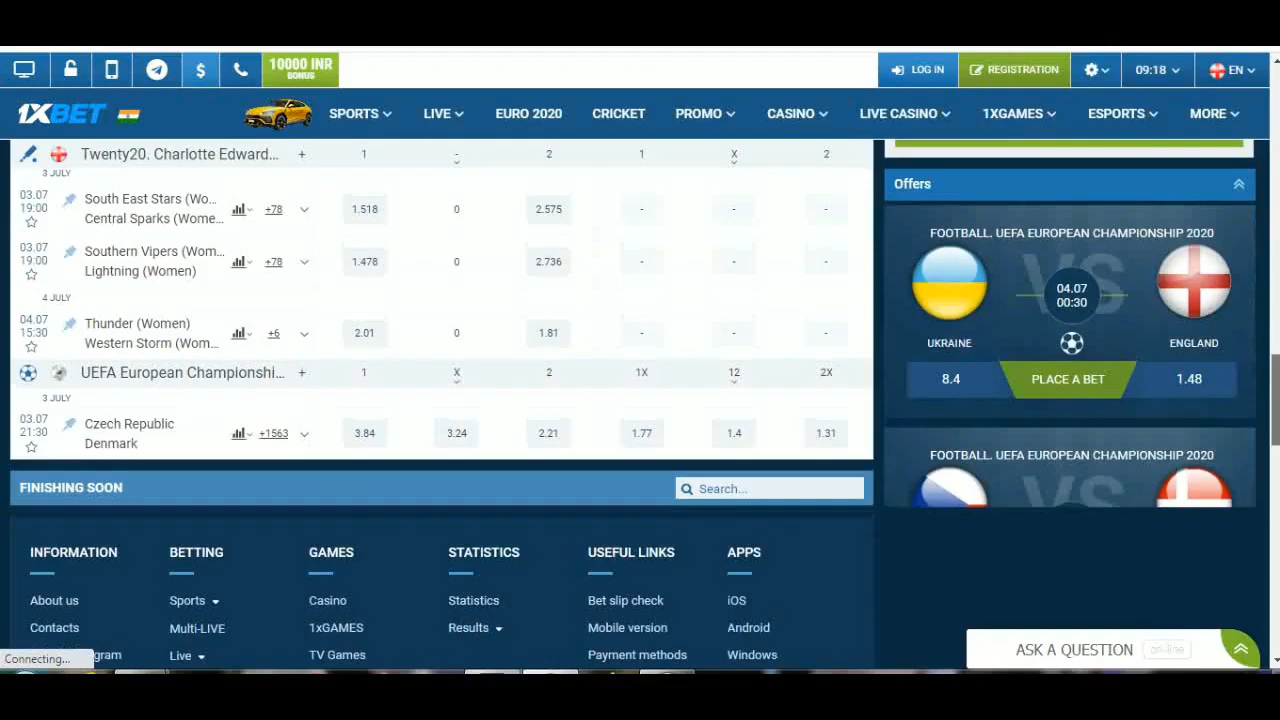 10000 INR
BONUS
LOG IN
REGISTRATION
09:18
EN
1XBET
SPORTS
LIVE
EURO 2020
CRICKET
PROMO
CASINO
LIVE CASINO
1XGAMES
ESPORTS
MORE
Twenty20. Charlotte Edward... + 1 - 2 1 X 2
3 JULY
03.07
19:00
South East Stars (Wo...
Central Sparks (Wome...
+78 1.518 0 2.575 - - -
03.07
19:00
Southern Vipers (Wom...
Lightning (Women)
+78 1.478 0 2.736 - - -
4 JULY
04.07
15:30
Thunder (Women)
Western Storm (Wom...
+6 2.01 0 1.81 - - -
UEFA European Championshi... + 1 X 2 1X 12 2X
3 JULY
03.07
21:30
Czech Republic
Denmark
+1563 3.84 3.24 2.21 1.77 1.4 1.31
Offers
FOOTBALL. UEFA EUROPEAN CHAMPIONSHIP 2020
VS
04.07
00:30
UKRAINE
ENGLAND
8.4 PLACE A BET 1.48
FOOTBALL. UEFA EUROPEAN CHAMPIONSHIP 2020
VS
FINISHING SOON
Search...
INFORMATION BETTING GAMES STATISTICS USEFUL LINKS APPS
About us Sports Casino Statistics Bet slip check iOS
Contacts Multi-LIVE 1xGAMES Results Mobile version Android
gram Live TV Games Payment methods Windows
Connecting...
ASK A QUESTION on-line